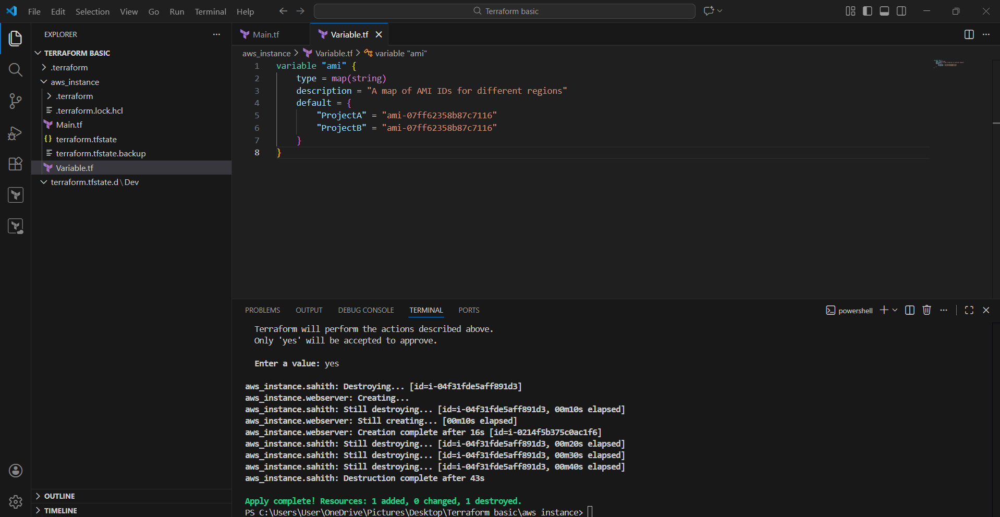 File Edit Selection View Go Run Terminal Help
Terraform basic
EXPLORER
TERRAFORM BASIC
.terraform
aws_instance
.terraform
.terraform.lock.hcl
Main.tf
terraform.tfstate
terraform.tfstate.backup
Variable.tf
terraform.tfstate.d\Dev
OUTLINE
TIMELINE
Main.tf
Variable.tf
aws_instance > Variable.tf > variable "ami"
1 variable "ami" {
2 type = map(string)
3 description = "A map of AMI IDs for different regions"
4 default = {
5 "ProjectA" = "ami-07ff62358b87c7116"
6 "ProjectB" = "ami-07ff62358b87c7116"
7 }
8 }
PROBLEMS OUTPUT DEBUG CONSOLE TERMINAL PORTS
powershell
Terraform will perform the actions described above.
Only 'yes' will be accepted to approve.
Enter a value: yes
aws_instance.sahith: Destroying... [id=i-04f31fde5aff891d3]
aws_instance.webserver: Creating...
aws_instance.sahith: Still destroying... [id=i-04f31fde5aff891d3, 00m10s elapsed]
aws_instance.webserver: Still creating... [00m10s elapsed]
aws_instance.webserver: Creation complete after 16s [id=i-0214f5b375c0ac1f6]
aws_instance.sahith: Still destroying... [id=i-04f31fde5aff891d3, 00m20s elapsed]
aws_instance.sahith: Still destroying... [id=i-04f31fde5aff891d3, 00m30s elapsed]
aws_instance.sahith: Still destroying... [id=i-04f31fde5aff891d3, 00m40s elapsed]
aws_instance.sahith: Destruction complete after 43s
Apply complete! Resources: 1 added, 0 changed, 1 destroyed.
PS C:\Users\User\OneDrive\Pictures\Desktop\Terraform basic\aws_instance>